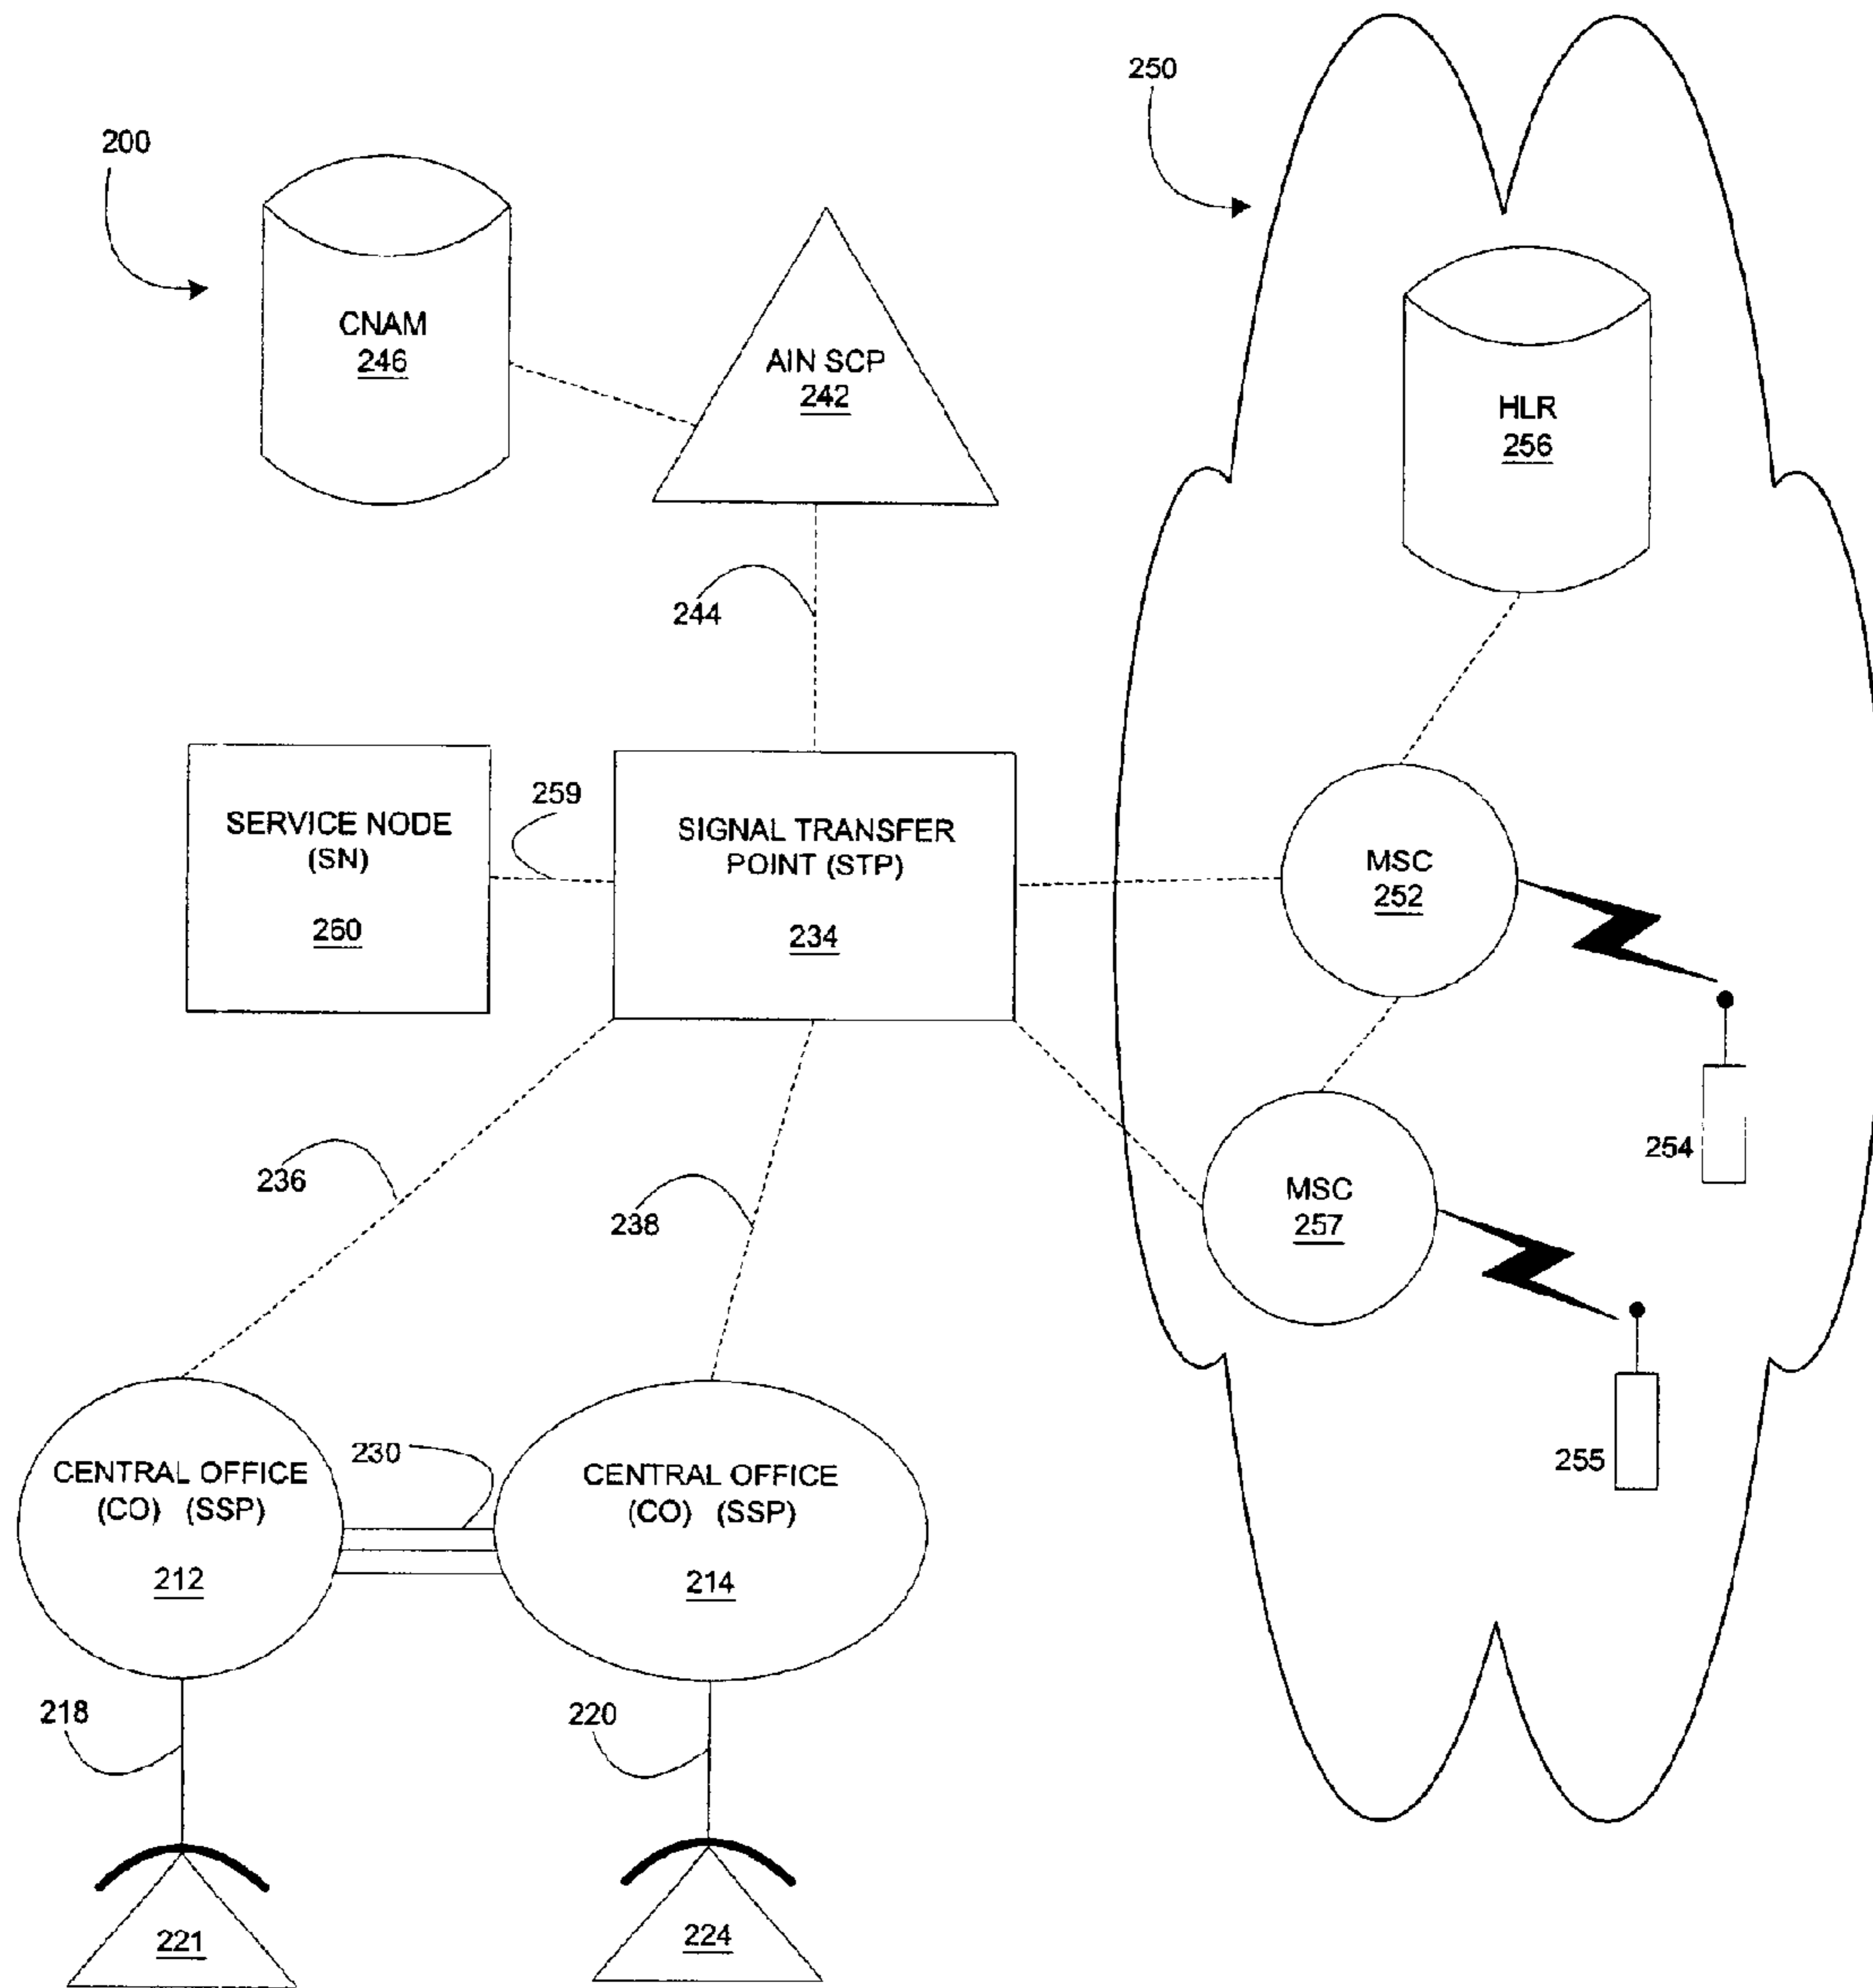 250
200
CNAM
246
AIN SCP
242
HLR
256
244
259
SERVICE NODE
(SN)
260
SIGNAL TRANSFER
POINT (STP)
234
MSC
252
254
236
238
MSC
257
255
230
CENTRAL OFFICE
(CO) (SSP)
212
CENTRAL OFFICE
(CO) (SSP)
214
218
220
221
224